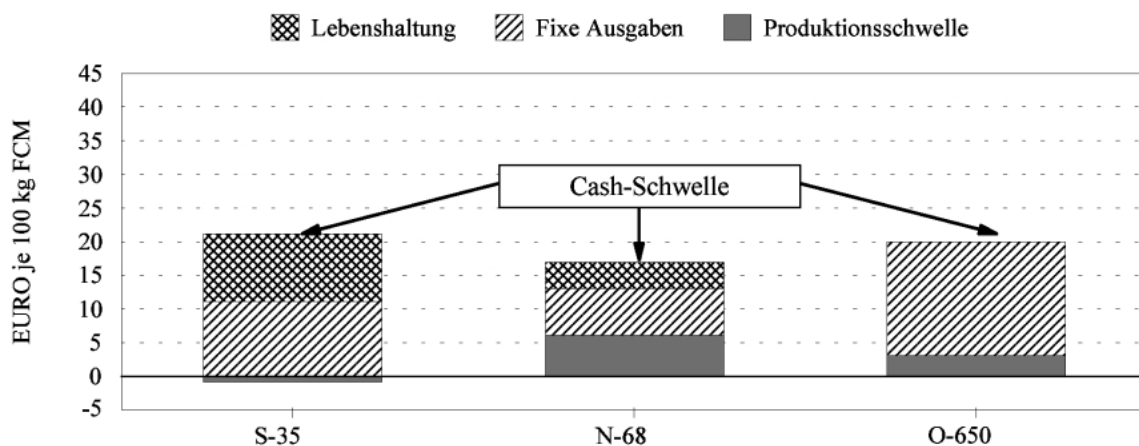 Lebenshaltung Fixe Ausgaben Produktionsschwelle
EURO je 100 kg FCM
45
40
35
30
25
20
15
10
5
0
-5
Cash-Schwelle
S-35 N-68 O-650